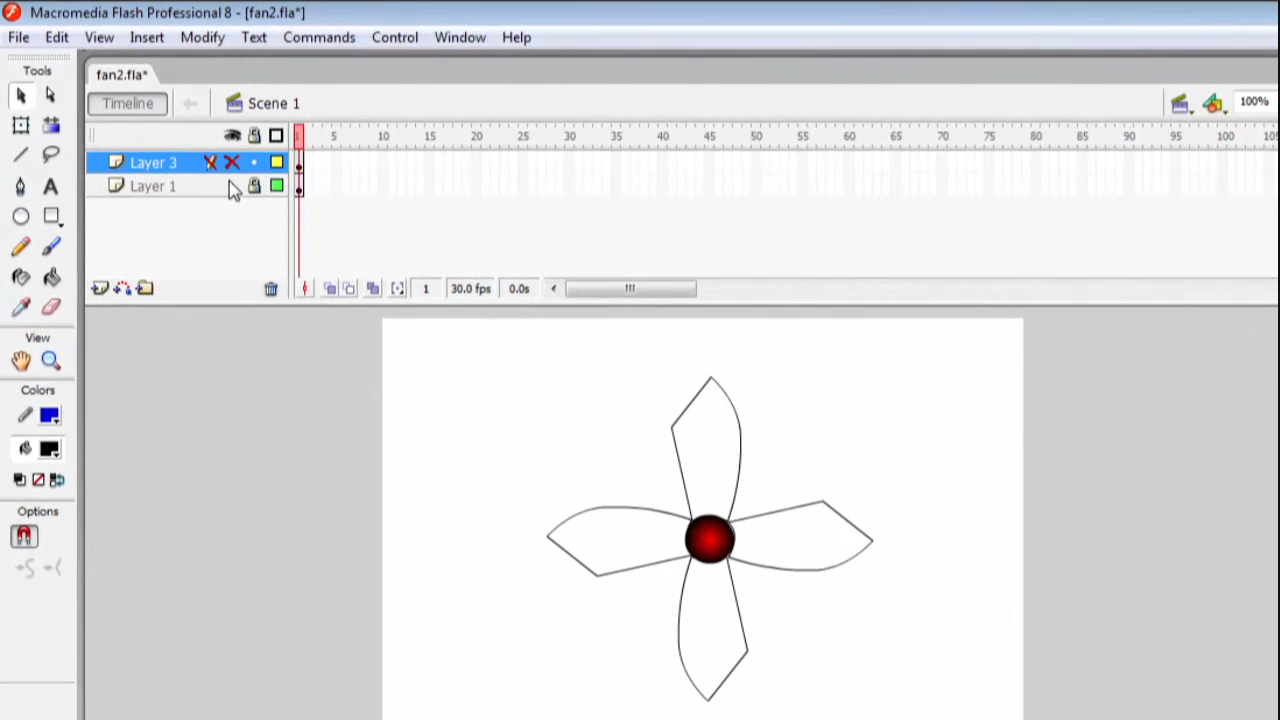 Macromedia Flash Professional 8 - [fan2.fla*]
File Edit View Insert Modify Text Commands Control Window Help
Tools
fan2.fla*
Timeline
Scene 1
100%
5 10 15 20 25 30 35 40 45 50 55 60 65 70 75 80 85 90 95 100 105
Layer 3
Layer 1
1 30.0 fps 0.0s
View
Colors
Options